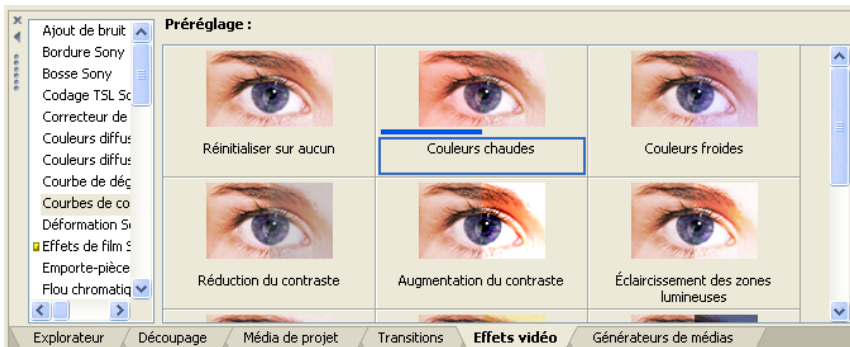 Préréglage :
Ajout de bruit
Bordure Sony
Bosse Sony
Codage TSL Sc
Correcteur de
Couleurs diffus
Couleurs diffus
Courbe de dég
Courbes de co
Déformation So
Effets de film S
Emporte-pièce
Flou chromatiq
Réinitialiser sur aucun
Couleurs chaudes
Couleurs froides
Réduction du contraste
Augmentation du contraste
Éclaircissement des zones
lumineuses
Explorateur
Découpage
Média de projet
Transitions
Effets vidéo
Générateurs de médias